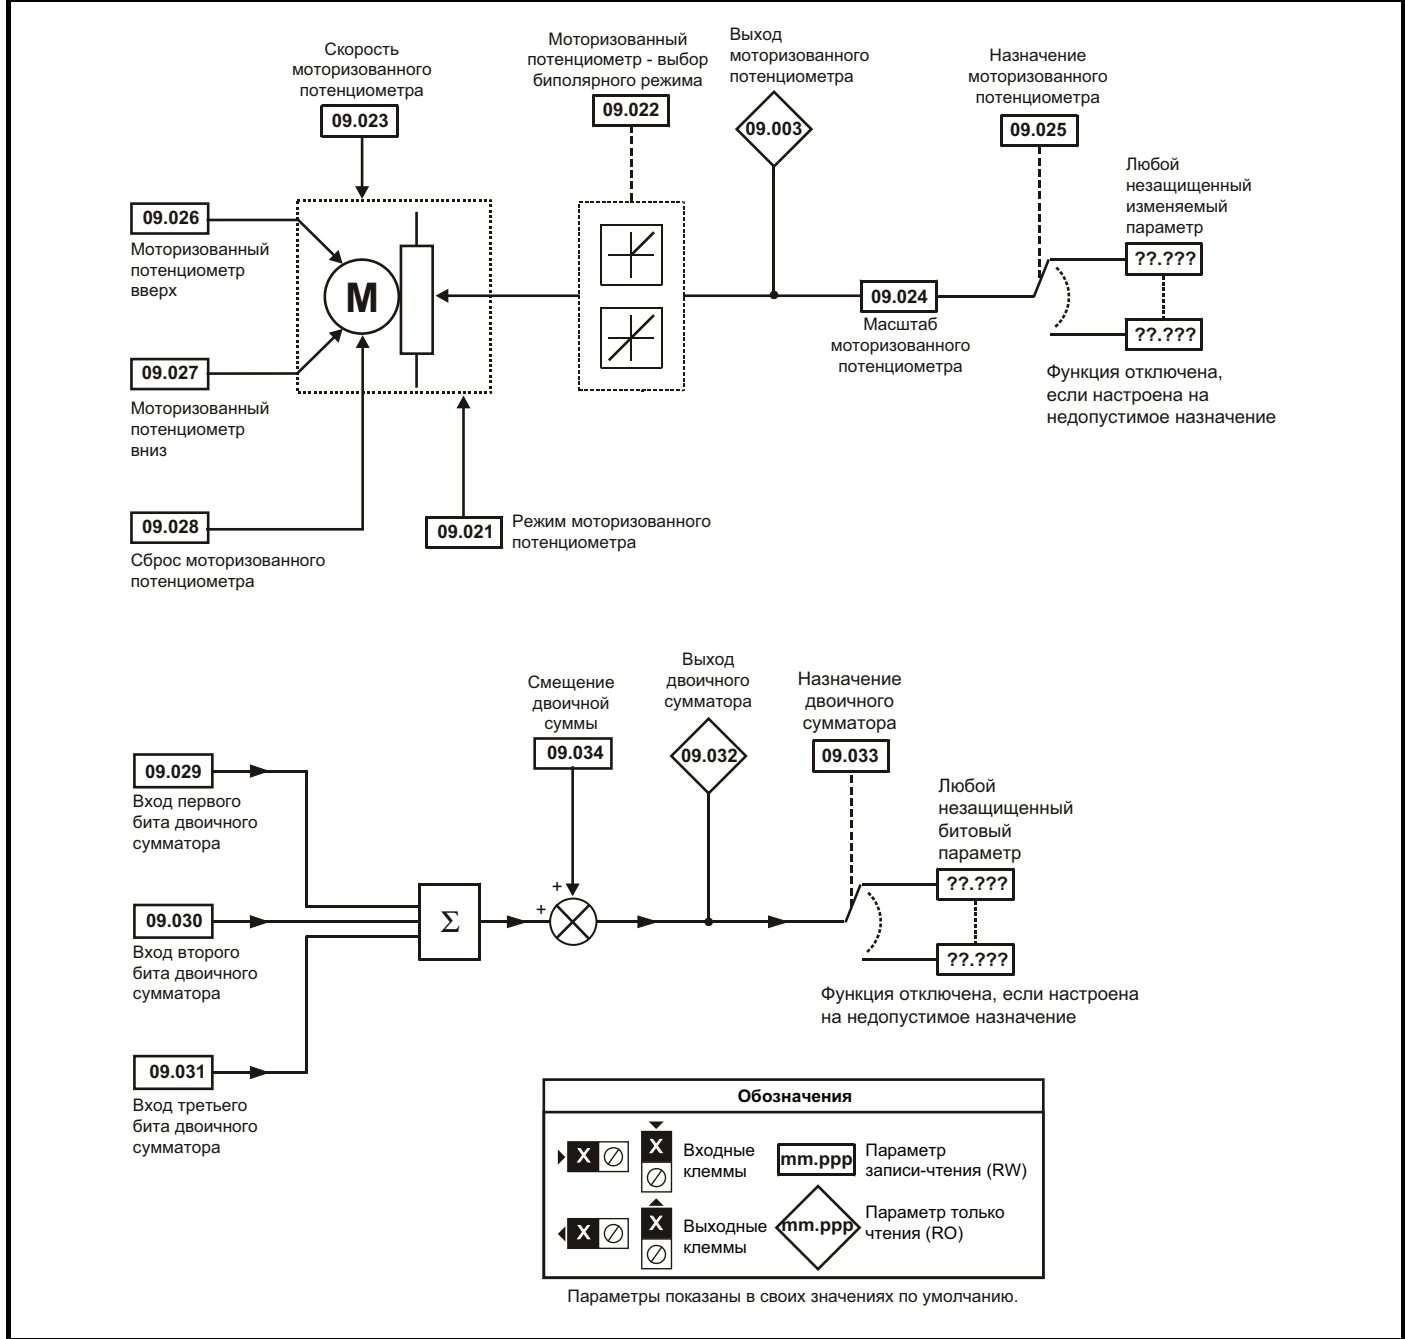 Скорость
моторизованного
потенциометра
09.023
Моторизованный
потенциометр - выбор
биполярного режима
09.022
Выход
моторизованного
потенциометра
09.003
Назначение
моторизованного
потенциометра
09.025
Любой
незащищенный
изменяемый
параметр
??.???
??.???
Функция отключена,
если настроена на
недопустимое назначение
09.026
Моторизованный
потенциометр
вверх
M
09.024
Масштаб
моторизованного
потенциометра
09.027
Моторизованный
потенциометр
вниз
09.028
Сброс моторизованного
потенциометра
09.021
Режим моторизованного
потенциометра
Смещение
двоичной
суммы
09.034
Выход
двоичного
сумматора
09.032
Назначение
двоичного
сумматора
09.033
09.029
Вход первого
бита двоичного
сумматора
Любой
незащищенный
битовый
параметр
??.???
??.???
Функция отключена, если настроена
на недопустимое назначение
09.030
Вход второго
бита двоичного
сумматора
Σ
+
+
09.031
Вход третьего
бита двоичного
сумматора
Обозначения
X
X
Входные
клеммы
mm.ppp
Параметр
записи-чтения (RW)
X
X
Выходные
клеммы
mm.ppp
Параметр только
чтения (RO)
Параметры показаны в своих значениях по умолчанию.